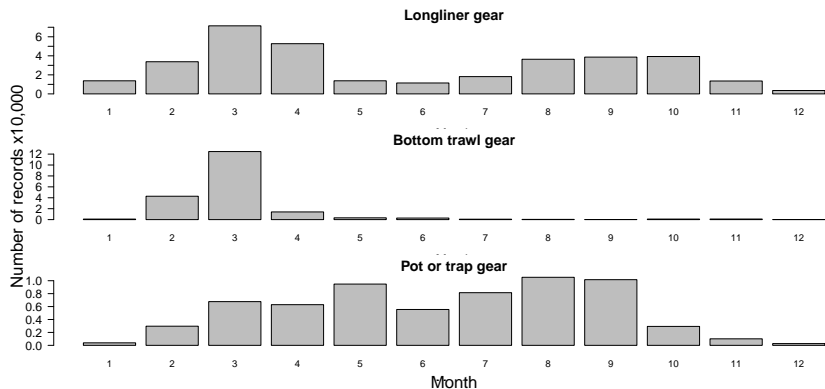 Longliner gear
6
4
2
0
1 2 3 4 5 6 7 8 9 10 11 12
Bottom trawl gear
12
10
8
6
4
2
0
1 2 3 4 5 6 7 8 9 10 11 12
Pot or trap gear
1.0
0.8
0.6
0.4
0.2
0.0
1 2 3 4 5 6 7 8 9 10 11 12
Number of records x10,000
Month